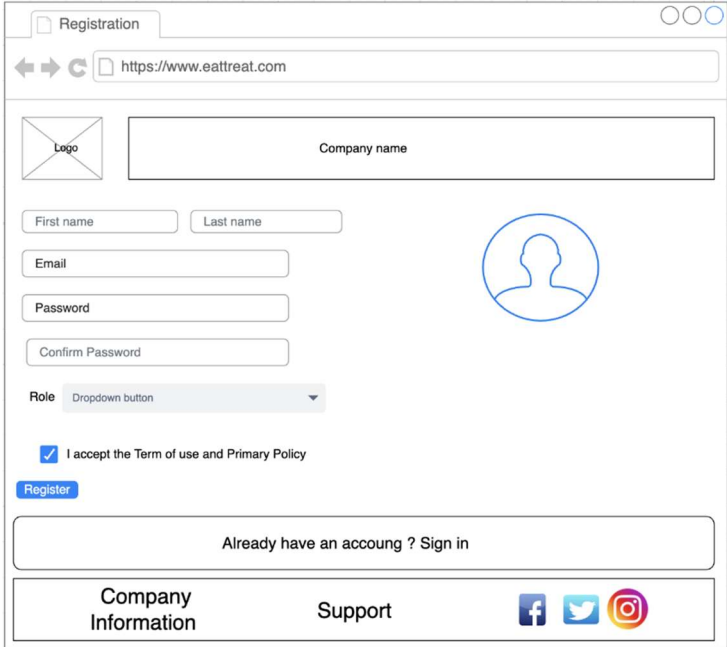 Registration
https://www.eattreat.com
Logo
Company name
First name
Last name
Email
Password
Confirm Password
Role
Dropdown button
I accept the Term of use and Primary Policy
Register
Already have an accoung ? Sign in
Company
Information
Support